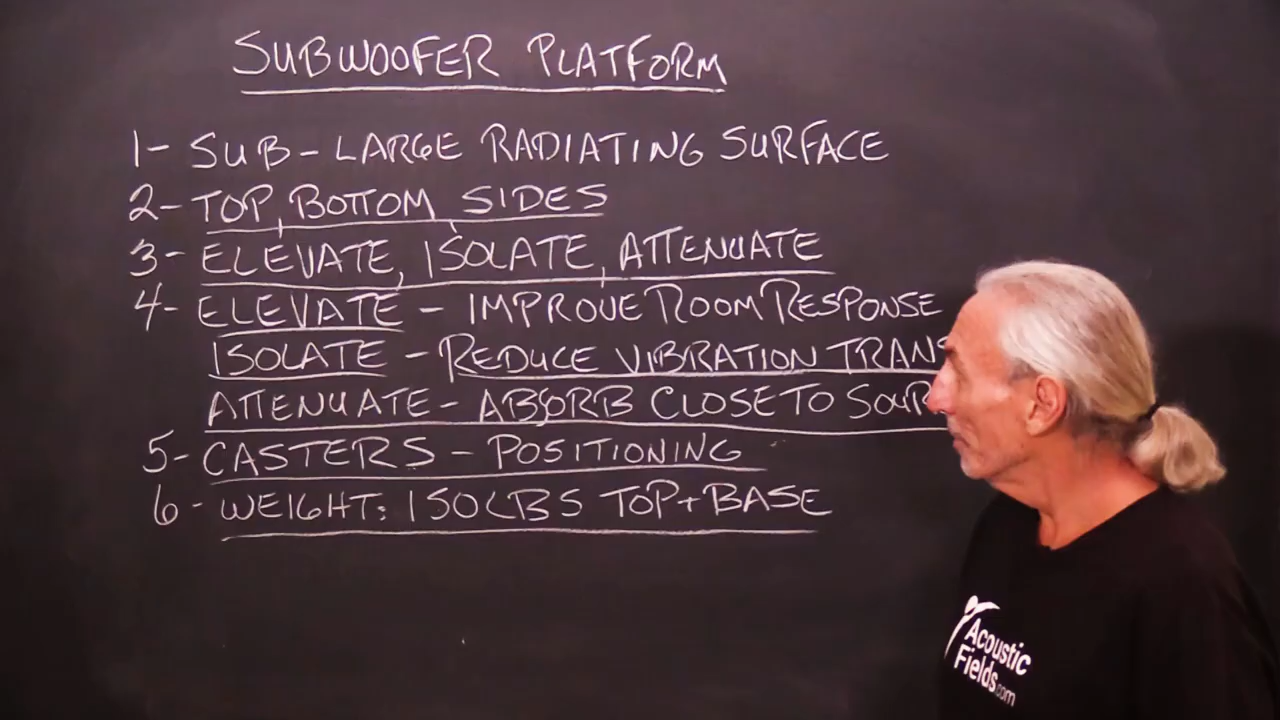 SUBWOOFER PLATFORM
1- SUB - LARGE RADIATING SURFACE
2- TOP, BOTTOM, SIDES
3- ELEVATE, ISOLATE, ATTENUATE
4- ELEVATE - IMPROVE ROOM RESPONSE
ISOLATE - REDUCE VIBRATION TRANS
ATTENUATE - ABSORB CLOSE TO SOUR
5- CASTERS - POSITIONING
6- WEIGHT: 150LBS TOP + BASE
Acoustic
Fields.com